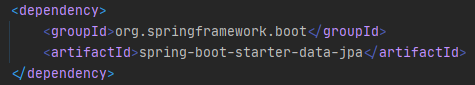 <dependency>
<groupId>org.springframework.boot</groupId>
<artifactId>spring-boot-starter-data-jpa</artifactId>
</dependency>